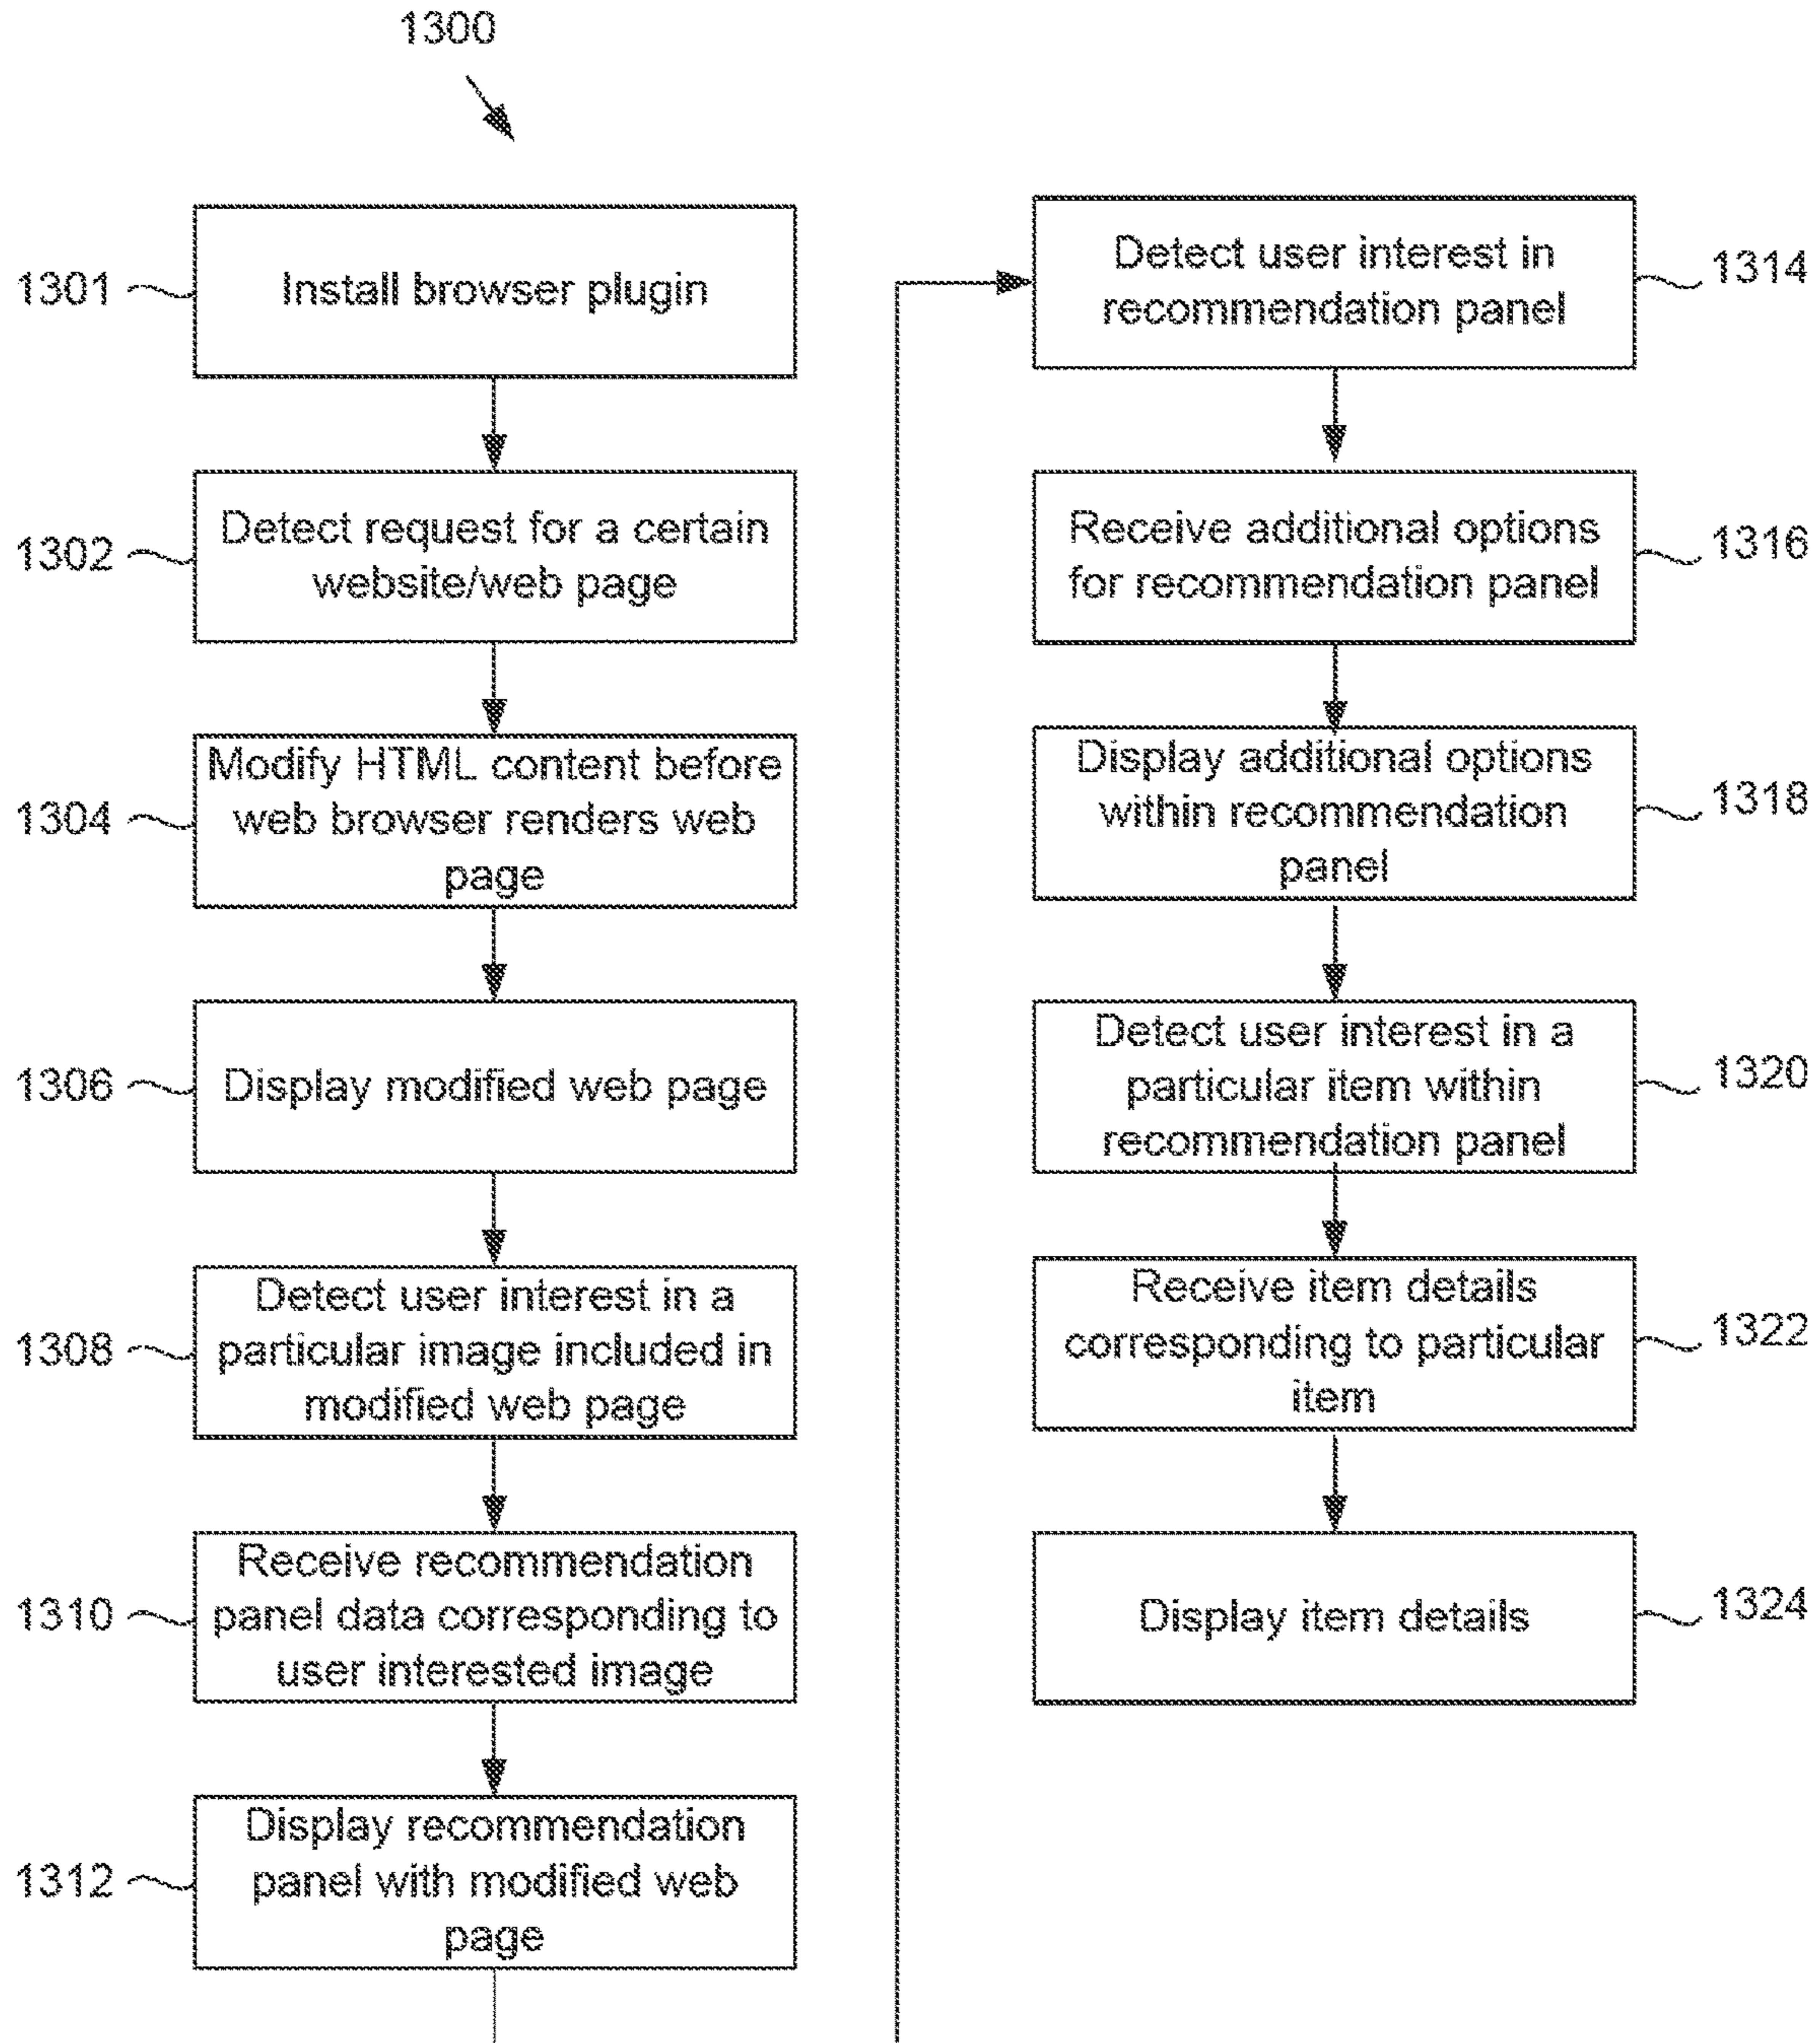 1300
1301
Install browser plugin
1302
Detect request for a certain
website/web page
1304
Modify HTML content before
web browser renders web
page
1306
Display modified web page
1308
Detect user interest in a
particular image included in
modified web page
1310
Receive recommendation
panel data corresponding to
user interested image
1312
Display recommendation
panel with modified web
page
Detect user interest in
recommendation panel
1314
Receive additional options
for recommendation panel
1316
Display additional options
within recommendation
panel
1318
Detect user interest in a
particular item within
recommendation panel
1320
Receive item details
corresponding to particular
item
1322
Display item details
1324